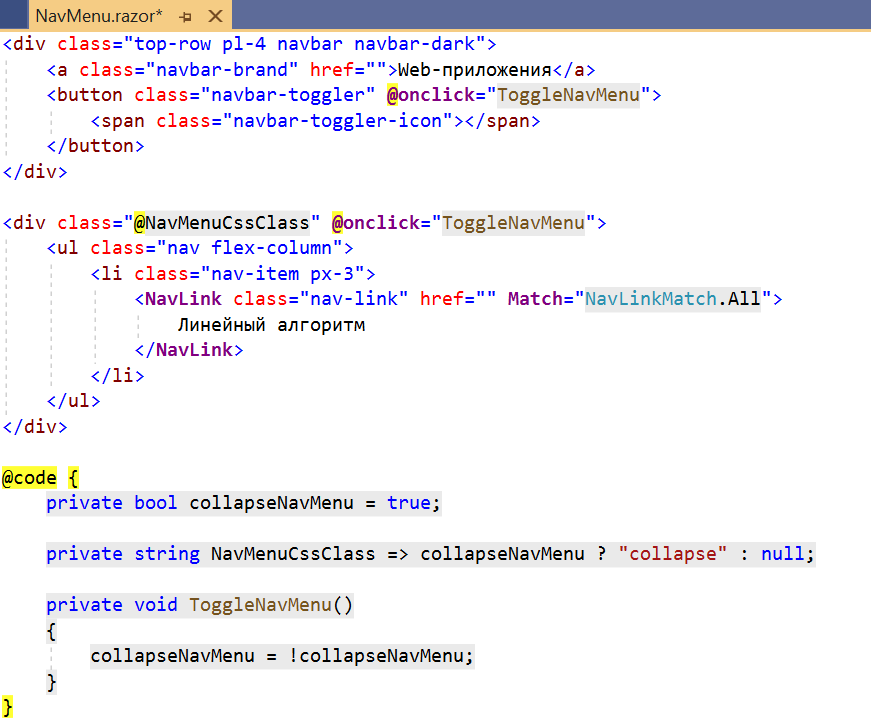 NavMenu.razor*
<div class="top-row pl-4 navbar navbar-dark">
    <a class="navbar-brand" href="">Web-приложения</a>
    <button class="navbar-toggler" @onclick="ToggleNavMenu">
        <span class="navbar-toggler-icon"></span>
    </button>
</div>
<div class="@NavMenuCssClass" @onclick="ToggleNavMenu">
    <ul class="nav flex-column">
        <li class="nav-item px-3">
            <NavLink class="nav-link" href="" Match="NavLinkMatch.All">
                Линейный алгоритм
            </NavLink>
        </li>
    </ul>
</div>
@code {
    private bool collapseNavMenu = true;
    private string NavMenuCssClass => collapseNavMenu ? "collapse" : null;
    private void ToggleNavMenu()
    {
        collapseNavMenu = !collapseNavMenu;
    }
}